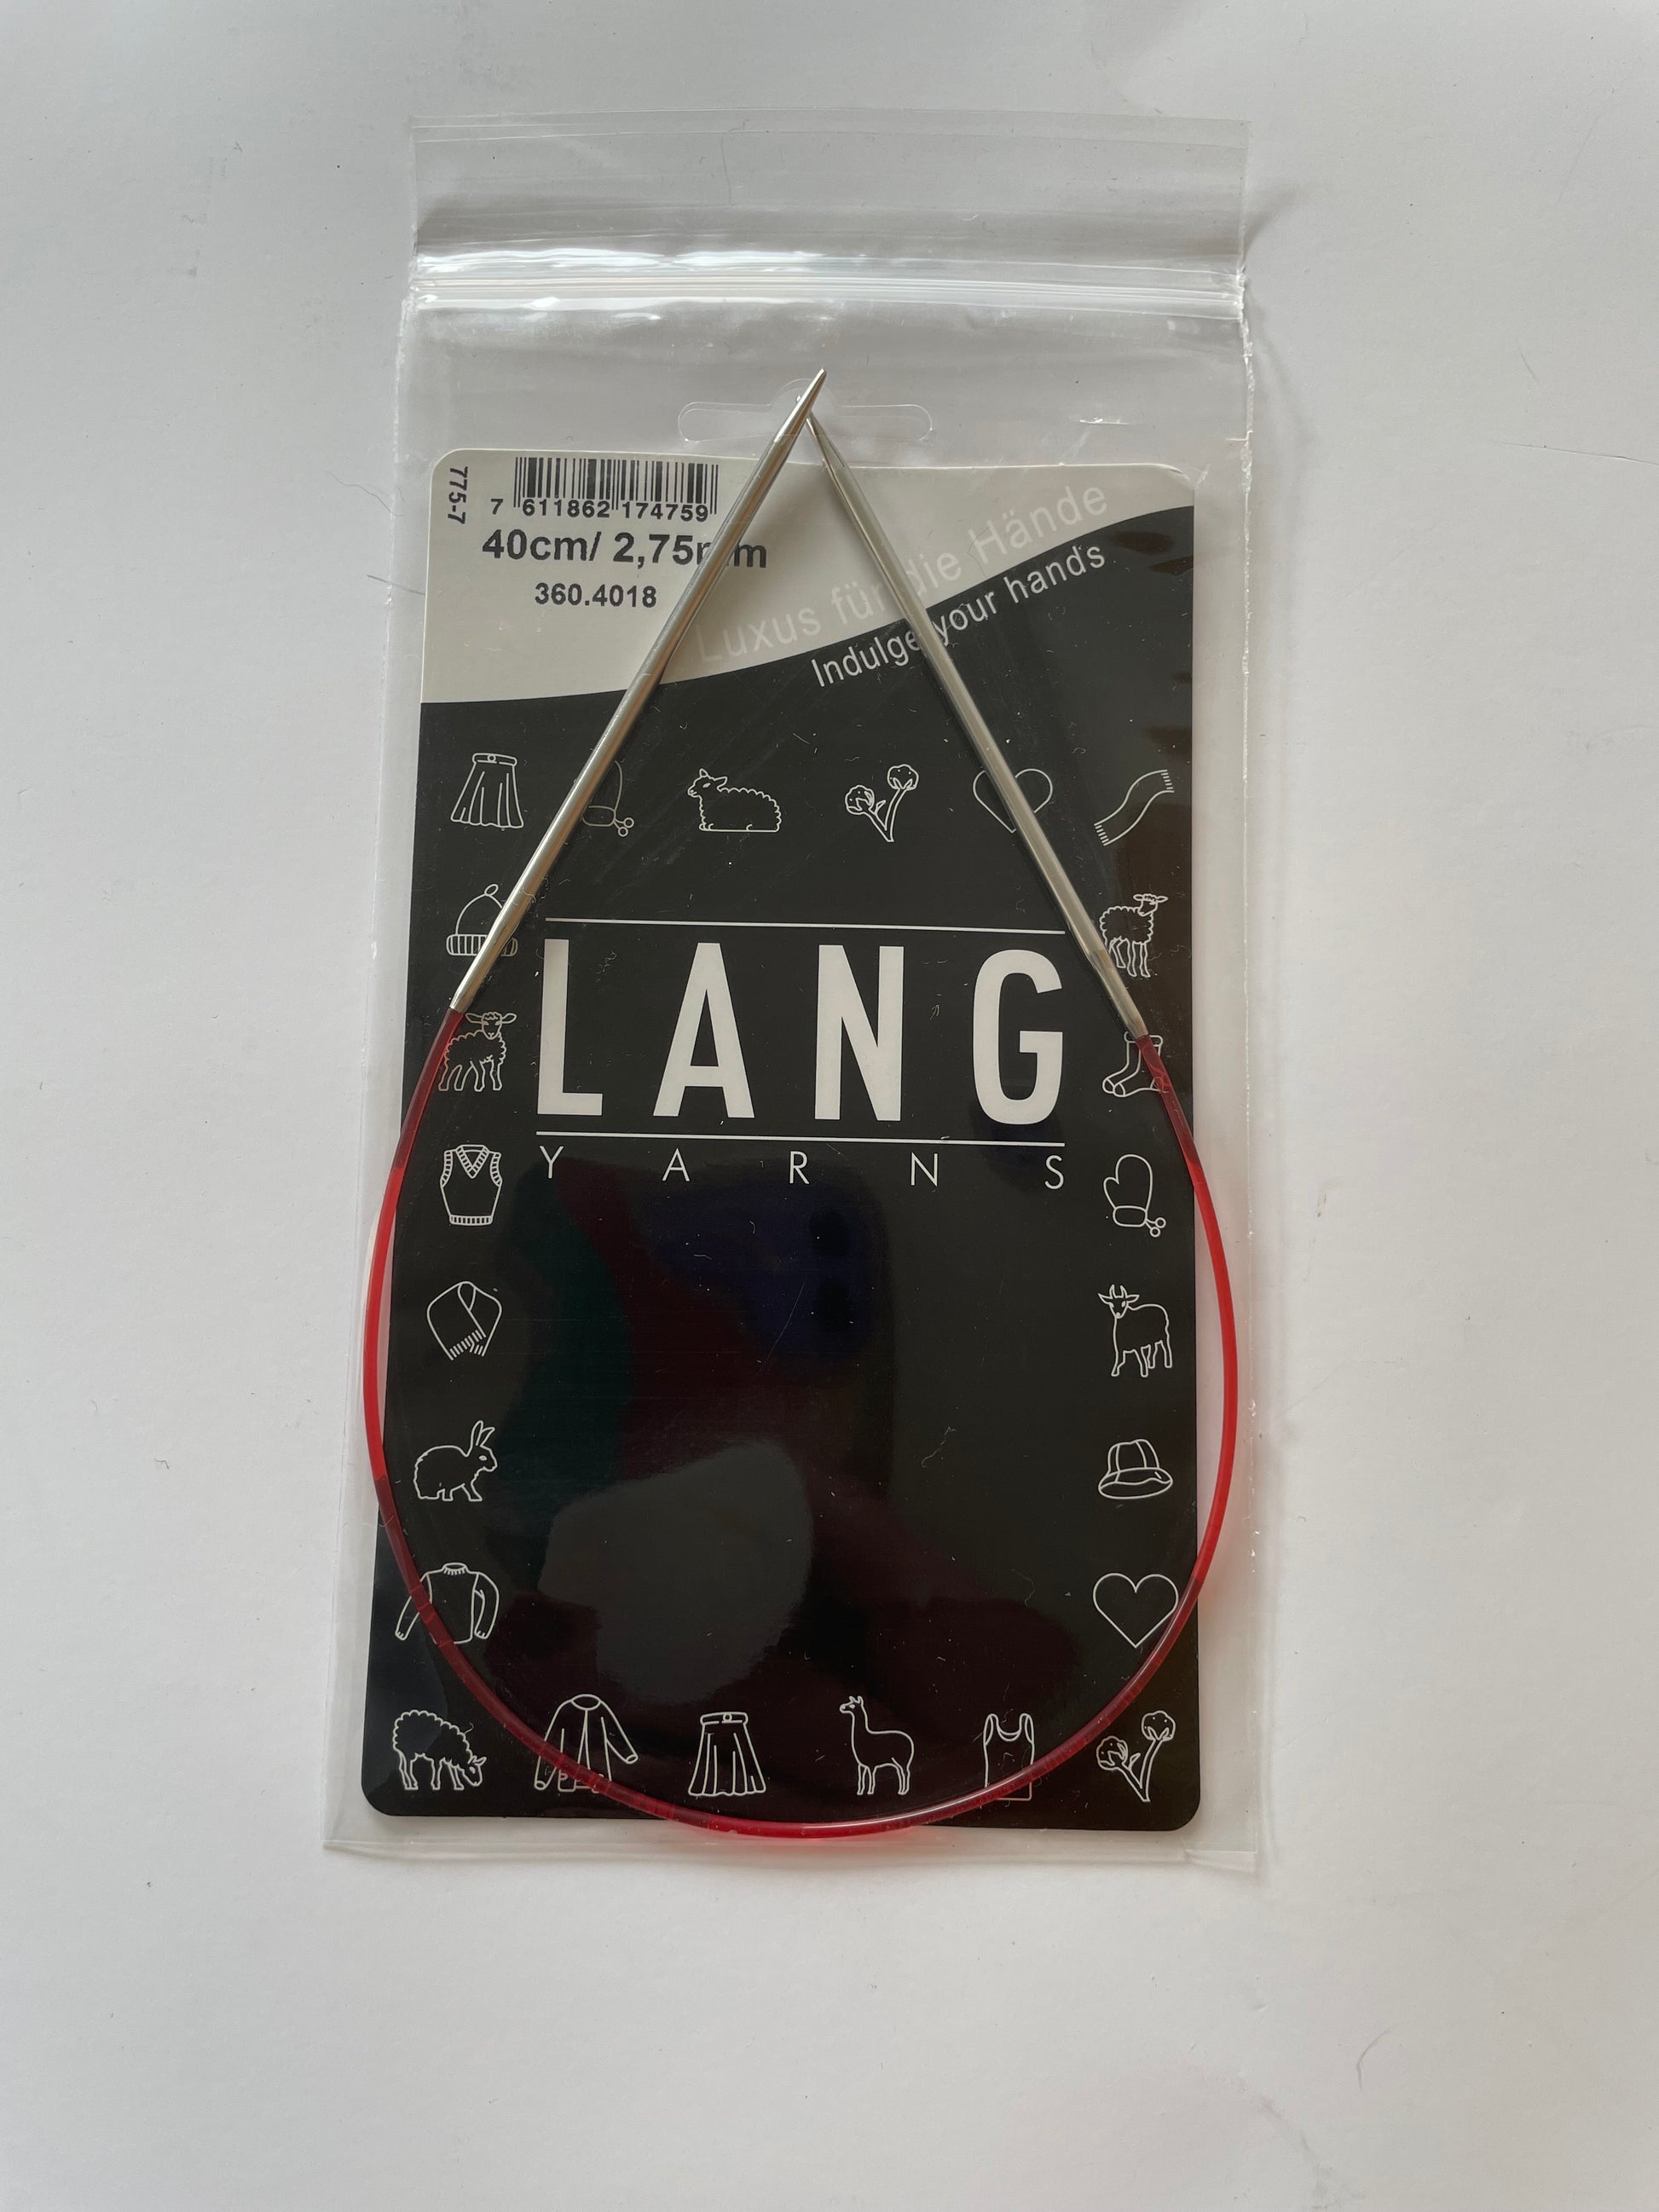 775-7
7 611862 174759
40cm/ 2,75mm
360.4018
Luxus für die Hände
Indulge your hands
LANG
YARNS